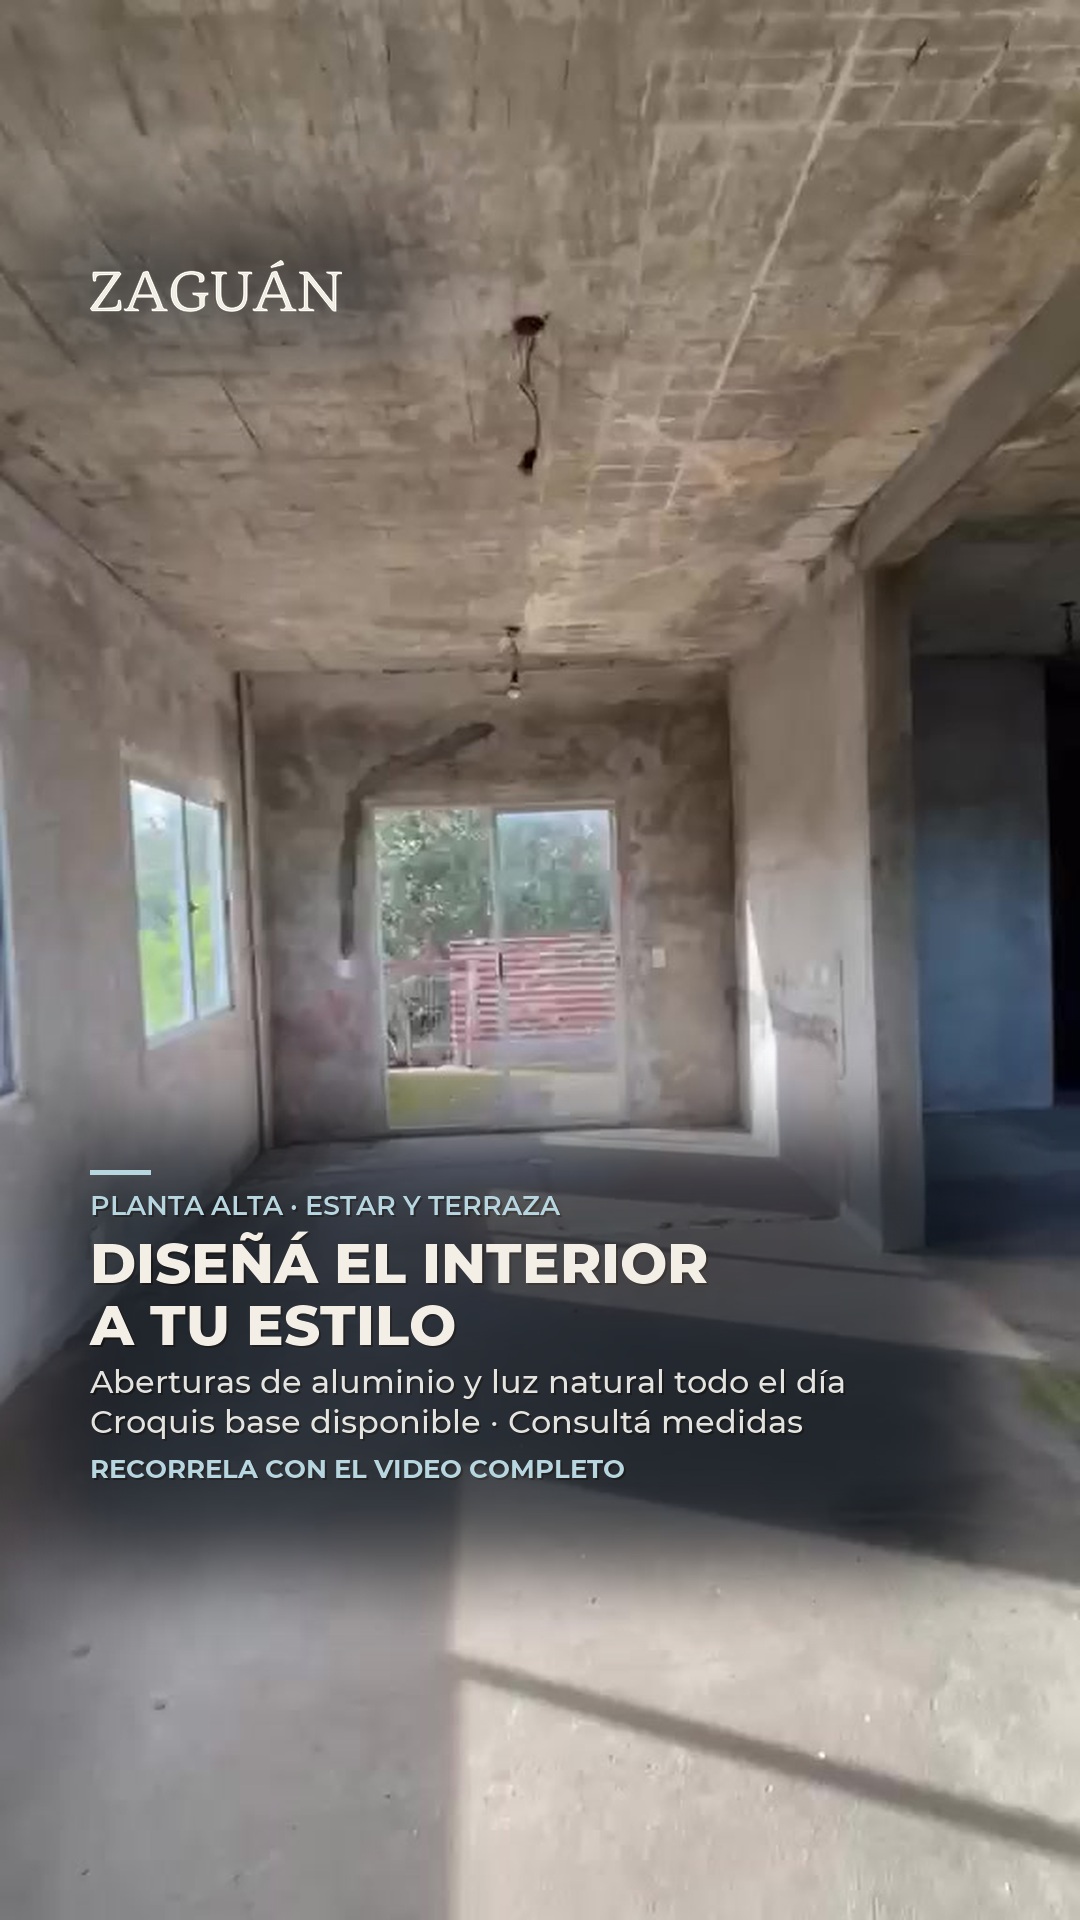 ZAGUÁN
PLANTA ALTA · ESTAR Y TERRAZA
DISEÑÁ EL INTERIOR
A TU ESTILO
Aberturas de aluminio y luz natural todo el día
Croquis base disponible · Consultá medidas
RECORRELA CON EL VIDEO COMPLETO